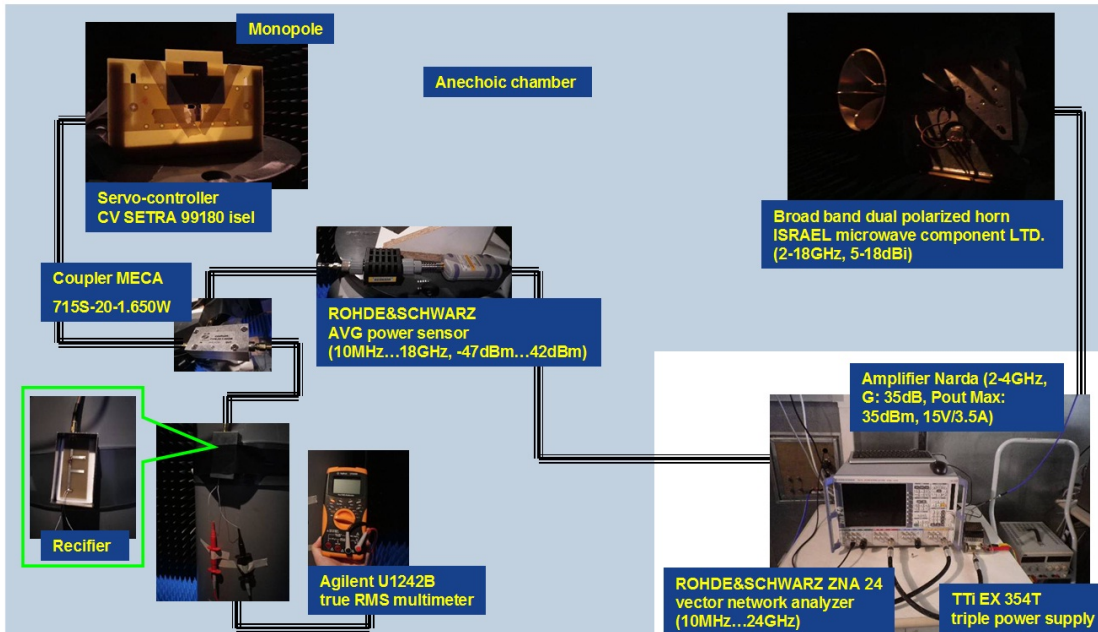 Monopole
Anechoic chamber
Servo-controller
CV SETRA 99180 isel
Broad band dual polarized horn
ISRAEL microwave component LTD.
(2-18GHz, 5-18dBi)
Coupler MECA
715S-20-1.650W
ROHDE&SCHWARZ
AVG power sensor
(10MHz...18GHz, -47dBm...42dBm)
Amplifier Narda (2-4GHz,
G: 35dB, Pout Max:
35dBm, 15V/3.5A)
Rectifier
Agilent U1242B
true RMS multimeter
ROHDE&SCHWARZ ZNA 24
vector network analyzer
(10MHz...24GHz)
TTi EX 354T
triple power supply